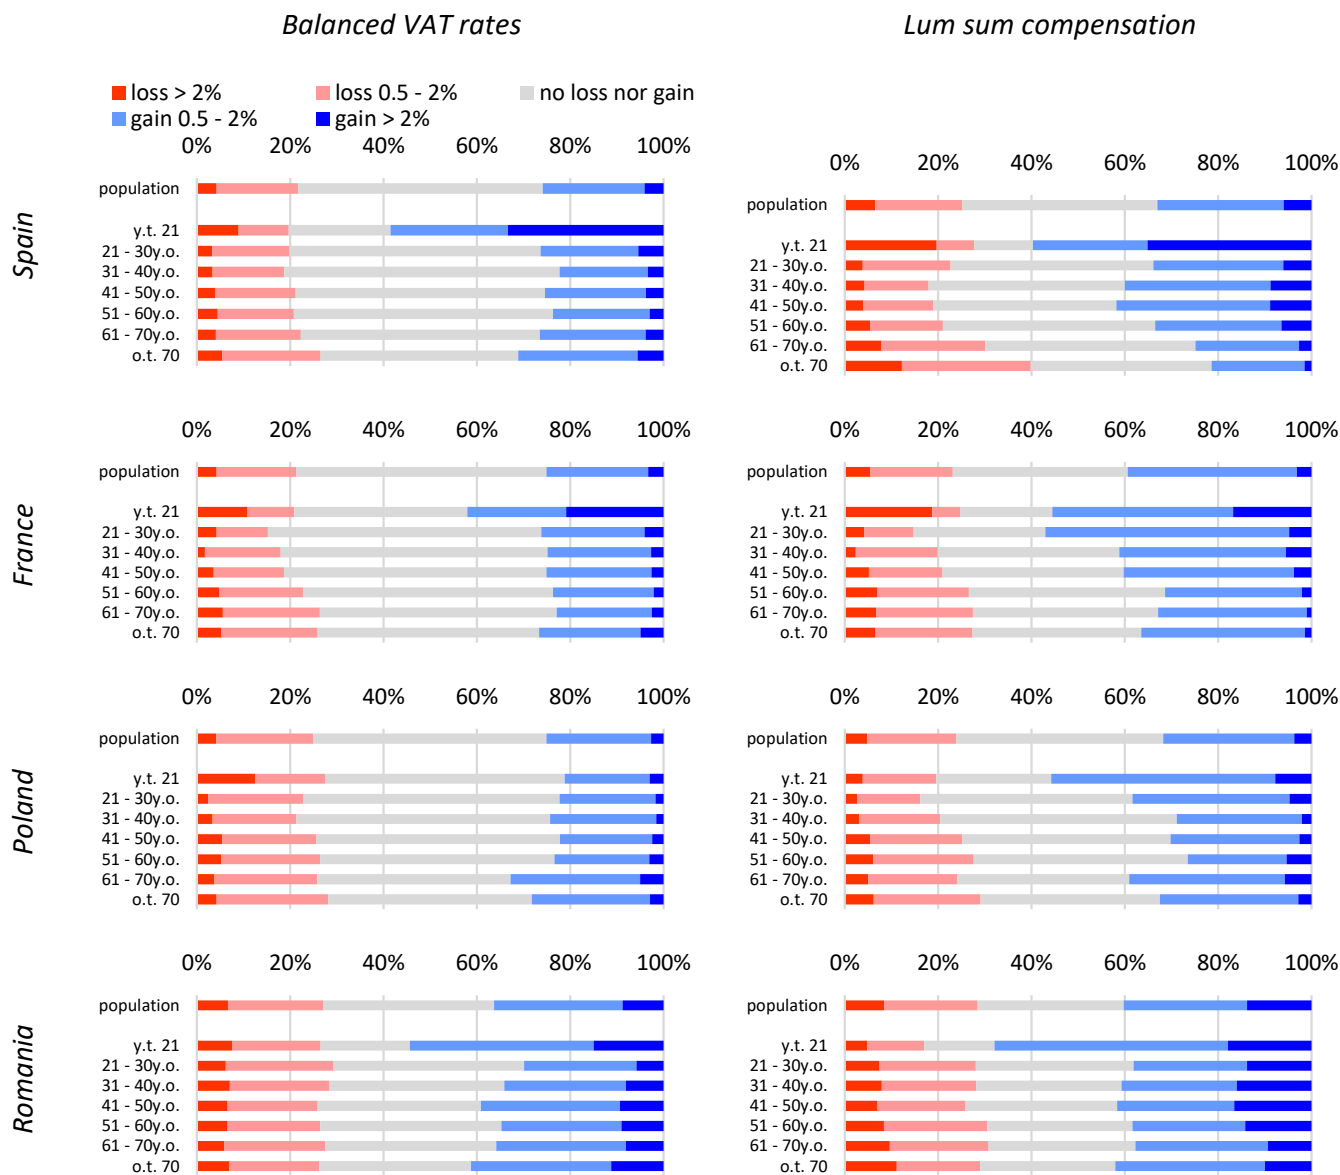 Balanced VAT rates
Lum sum compensation
loss > 2%
loss 0.5 - 2%
no loss nor gain
gain 0.5 - 2%
gain > 2%
Spain
0% 20% 40% 60% 80% 100%
population
y.t. 21
21 - 30y.o.
31 - 40y.o.
41 - 50y.o.
51 - 60y.o.
61 - 70y.o.
o.t. 70
0% 20% 40% 60% 80% 100%
population
y.t. 21
21 - 30y.o.
31 - 40y.o.
41 - 50y.o.
51 - 60y.o.
61 - 70y.o.
o.t. 70
France
0% 20% 40% 60% 80% 100%
population
y.t. 21
21 - 30y.o.
31 - 40y.o.
41 - 50y.o.
51 - 60y.o.
61 - 70y.o.
o.t. 70
0% 20% 40% 60% 80% 100%
population
y.t. 21
21 - 30y.o.
31 - 40y.o.
41 - 50y.o.
51 - 60y.o.
61 - 70y.o.
o.t. 70
Poland
0% 20% 40% 60% 80% 100%
population
y.t. 21
21 - 30y.o.
31 - 40y.o.
41 - 50y.o.
51 - 60y.o.
61 - 70y.o.
o.t. 70
0% 20% 40% 60% 80% 100%
population
y.t. 21
21 - 30y.o.
31 - 40y.o.
41 - 50y.o.
51 - 60y.o.
61 - 70y.o.
o.t. 70
Romania
0% 20% 40% 60% 80% 100%
population
y.t. 21
21 - 30y.o.
31 - 40y.o.
41 - 50y.o.
51 - 60y.o.
61 - 70y.o.
o.t. 70
0% 20% 40% 60% 80% 100%
population
y.t. 21
21 - 30y.o.
31 - 40y.o.
41 - 50y.o.
51 - 60y.o.
61 - 70y.o.
o.t. 70